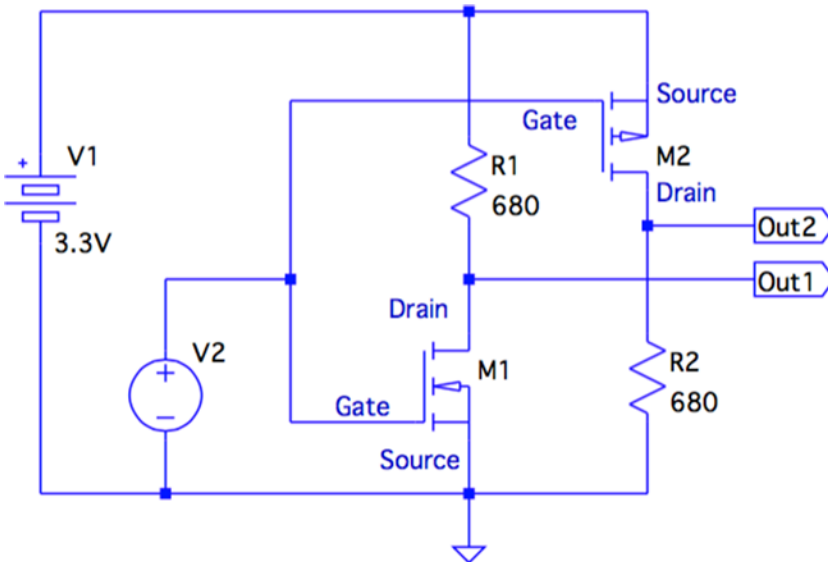 Source
Gate
V1
R1
M2
680
Drain
Out2
+
3.3V
Out1
Drain
V2
M1
R2
680
Gate
Source